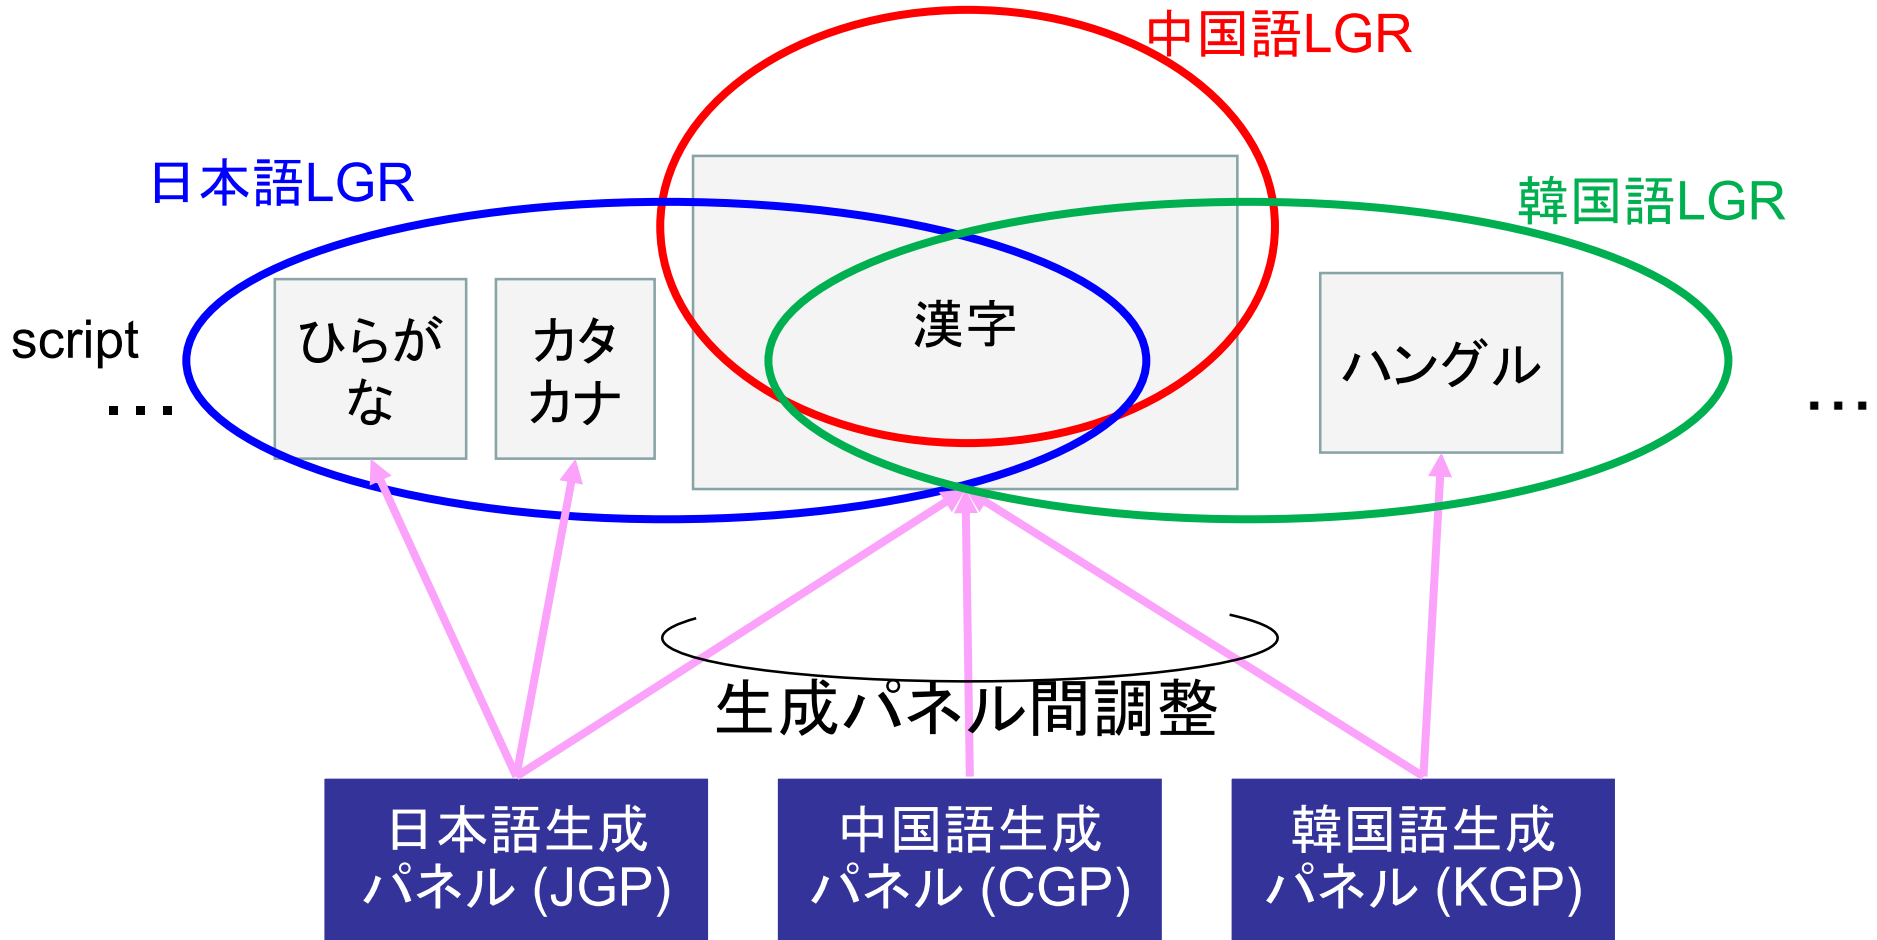 中国語LGR
日本語LGR
韓国語LGR
script
…
ひらが
な
カタ
カナ
漢字
ハングル
…
生成パネル間調整
日本語生成
パネル (JGP)
中国語生成
パネル (CGP)
韓国語生成
パネル (KGP)